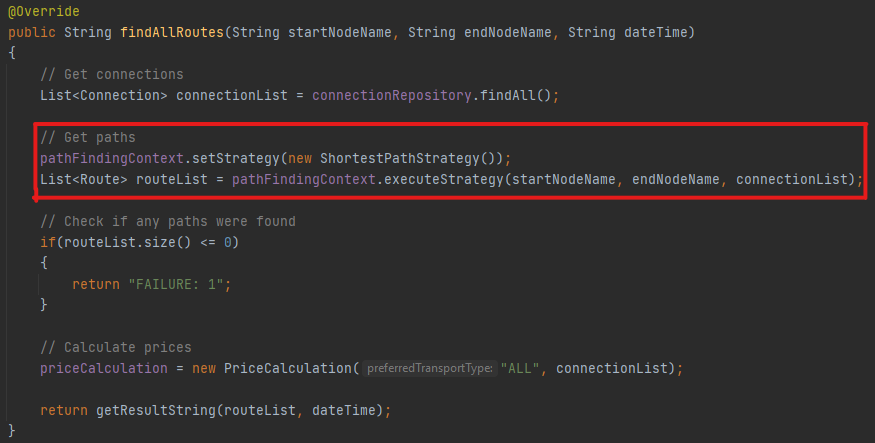 @Override
public String findAllRoutes(String startNodeName, String endNodeName, String dateTime)
{
// Get connections
List<Connection> connectionList = connectionRepository.findAll();
// Get paths
pathFindingContext.setStrategy(new ShortestPathStrategy());
List<Route> routeList = pathFindingContext.executeStrategy(startNodeName, endNodeName, connectionList);
// Check if any paths were found
if(routeList.size() <= 0)
{
return "FAILURE: 1";
}
// Calculate prices
priceCalculation = new PriceCalculation( preferredTransportType: "ALL", connectionList);
return getResultString(routeList, dateTime);
}